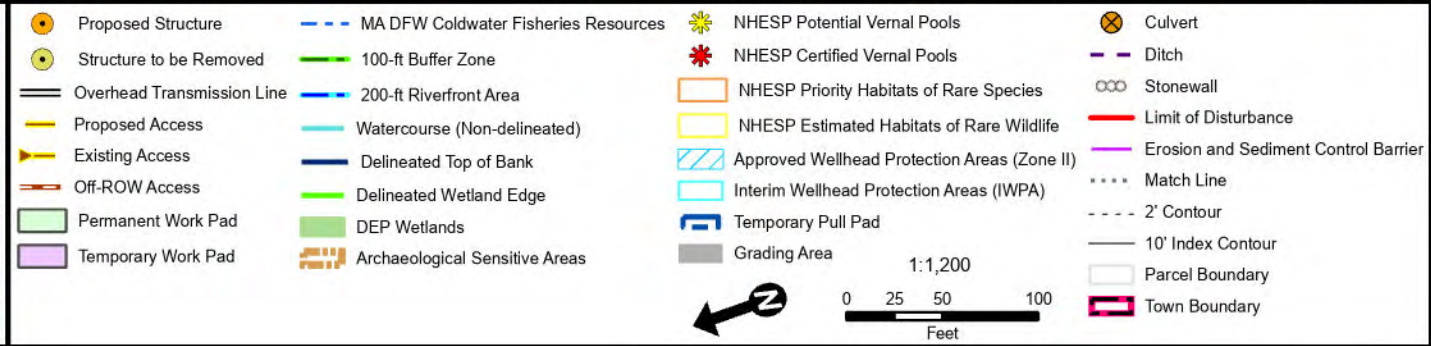 Proposed Structure
Structure to be Removed
Overhead Transmission Line
Proposed Access
Existing Access
Off-ROW Access
Permanent Work Pad
Temporary Work Pad
MA DFW Coldwater Fisheries Resources
100-ft Buffer Zone
200-ft Riverfront Area
Watercourse (Non-delineated)
Delineated Top of Bank
Delineated Wetland Edge
DEP Wetlands
Archaeological Sensitive Areas
NHESP Potential Vernal Pools
NHESP Certified Vernal Pools
NHESP Priority Habitats of Rare Species
NHESP Estimated Habitats of Rare Wildlife
Approved Wellhead Protection Areas (Zone II)
Interim Wellhead Protection Areas (IWPA)
Temporary Pull Pad
Grading Area
N
1:1,200
0 25 50 100
Feet
Culvert
Ditch
Stonewall
Limit of Disturbance
Erosion and Sediment Control Barrier
Match Line
2' Contour
10' Index Contour
Parcel Boundary
Town Boundary